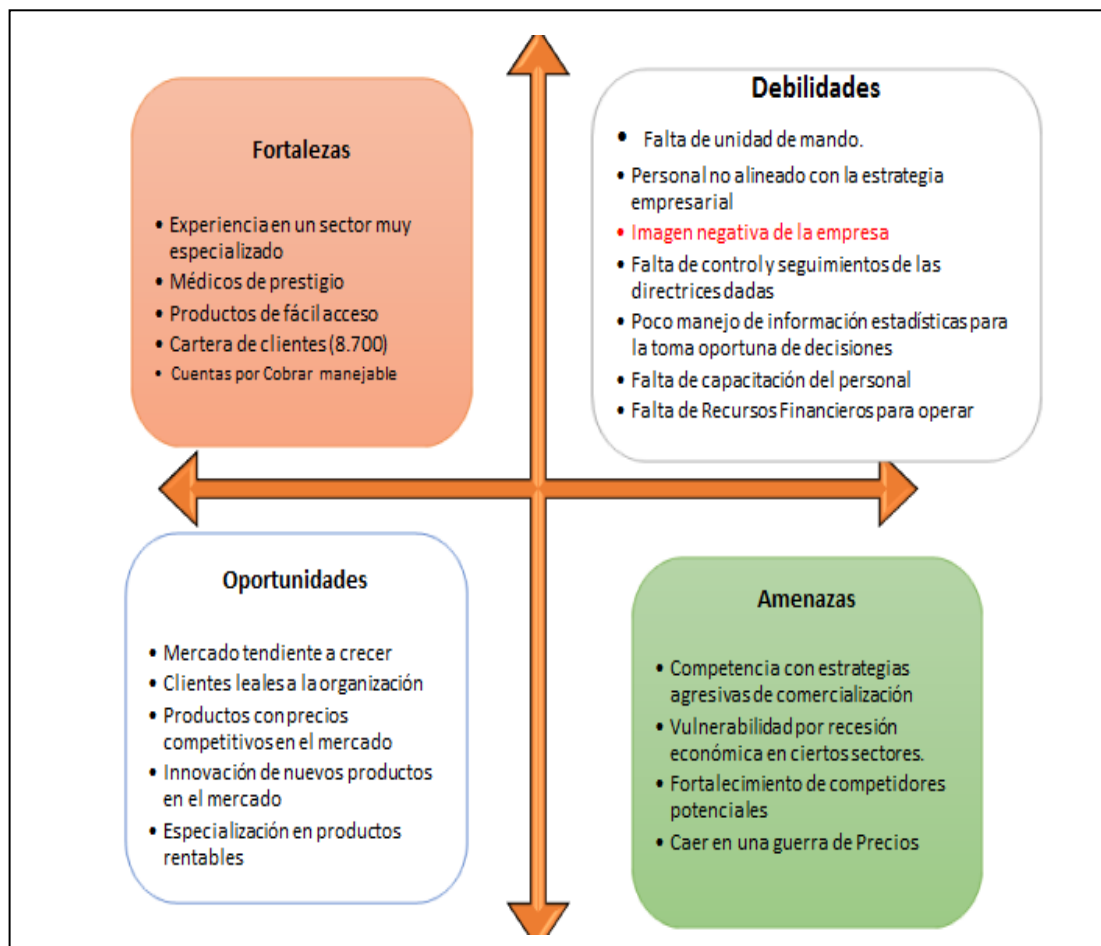 Fortalezas
• Experiencia en un sector muy
especializado
• Médicos de prestigio
• Productos de fácil acceso
• Cartera de clientes (8.700)
• Cuentas por Cobrar manejable
Debilidades
• Falta de unidad de mando.
• Personal no alineado con la estrategia
empresarial
• Imagen negativa de la empresa
• Falta de control y seguimientos de las
directrices dadas
• Poco manejo de información estadísticas para
la toma oportuna de decisiones
• Falta de capacitación del personal
• Falta de Recursos Financieros para operar
Oportunidades
• Mercado tendiente a crecer
• Clientes leales a la organización
• Productos con precios
competitivos en el mercado
• Innovación de nuevos productos
en el mercado
• Especialización en productos
rentables
Amenazas
• Competencia con estrategias
agresivas de comercialización
• Vulnerabilidad por recesión
económica en ciertos sectores.
• Fortalecimiento de competidores
potenciales
• Caer en una guerra de Precios